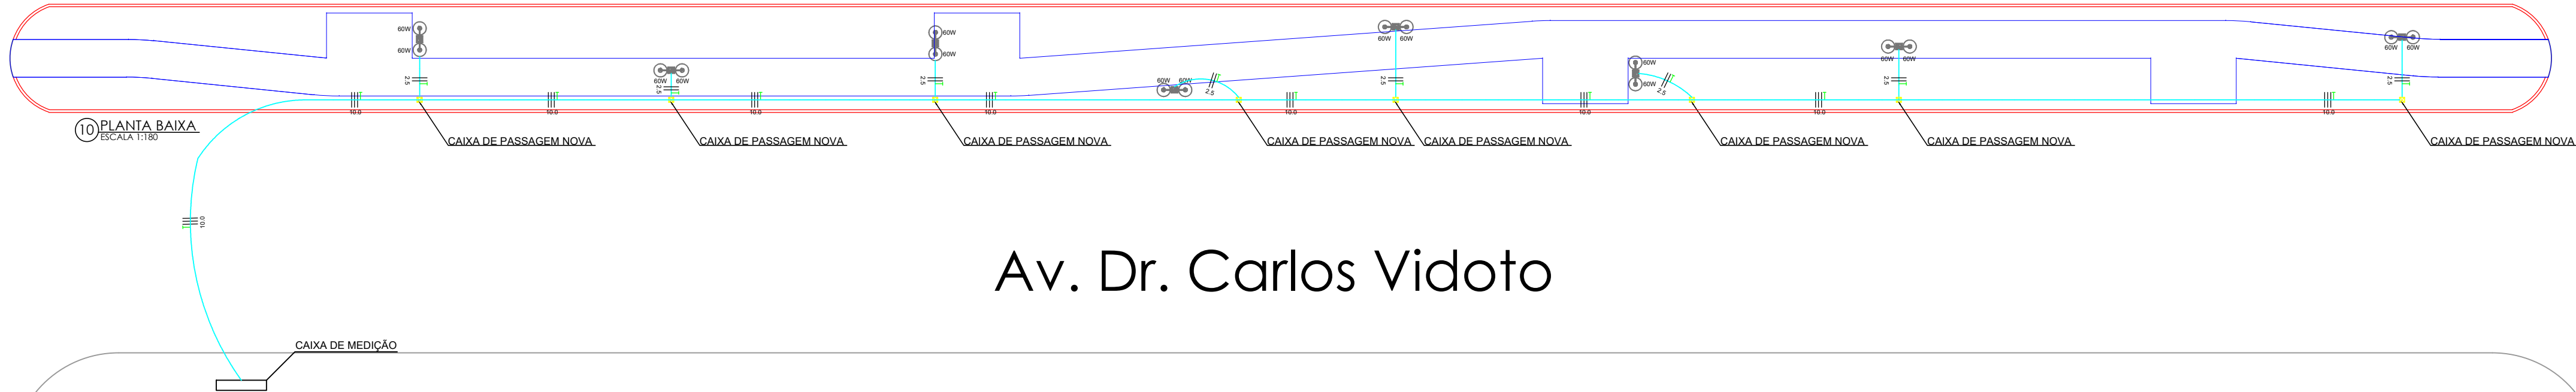 60W
60W
60W
60W
60W
60W
60W 60W
60W 60W
60W
60W
60W 60W
60W 60W
60W 60W
2.5
2.5
2.5
2.5
2.5
2.5
2.5
2.5
10.0
10.0
10.0
10.0
10.0
10.0
10.0
10.0
10 PLANTA BAIXA
ESCALA 1:180
CAIXA DE PASSAGEM NOVA
CAIXA DE PASSAGEM NOVA
CAIXA DE PASSAGEM NOVA
CAIXA DE PASSAGEM NOVA
CAIXA DE PASSAGEM NOVA
CAIXA DE PASSAGEM NOVA
CAIXA DE PASSAGEM NOVA
CAIXA DE PASSAGEM NOVA
10.0
Av. Dr. Carlos Vidoto
CAIXA DE MEDIÇÃO